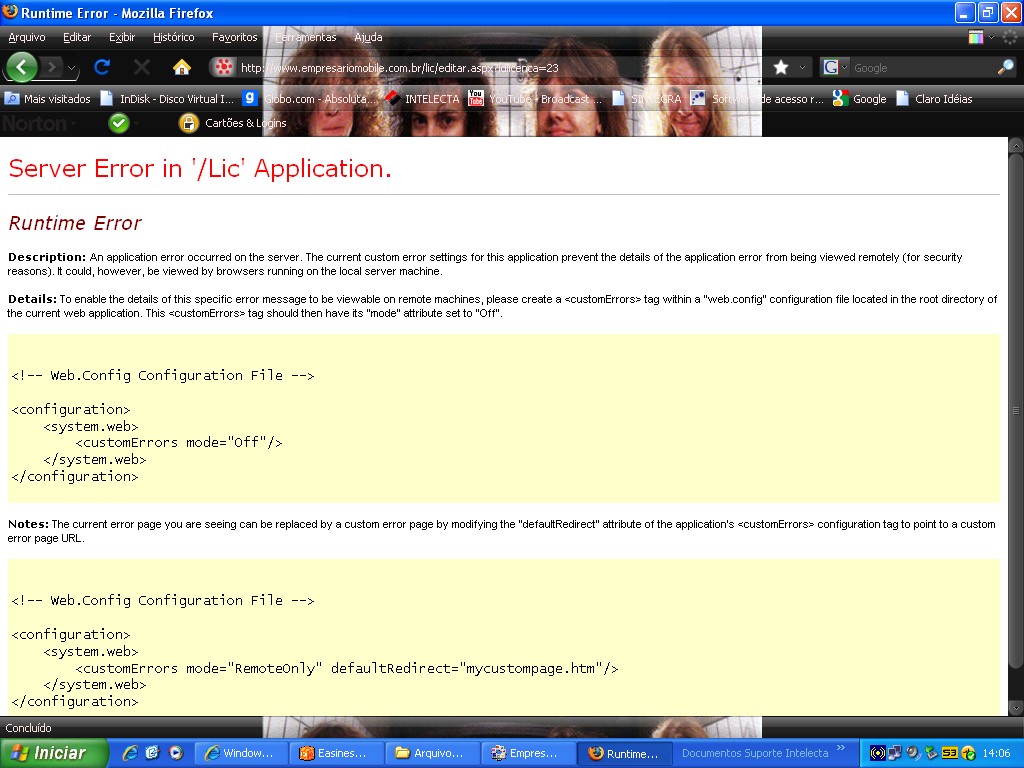 Runtime Error - Mozilla Firefox
Arquivo Editar Exibir Histórico Favoritos Ferramentas Ajuda
http://www.empresariomobile.com.br/lic/editar.aspx?idlicenca=23 Google
Mais visitados InDisk - Disco Virtual I... Globo.com - Absoluta... INTELECTA YouTube - Broadcast ... Software de acesso r... Google Claro Idéias
Norton Cartões & Logins
Server Error in '/Lic' Application.
Runtime Error
Description: An application error occurred on the server. The current custom error settings for this application prevent the details of the application error from being viewed remotely (for security
reasons). It could, however, be viewed by browsers running on the local server machine.
Details: To enable the details of this specific error message to be viewable on remote machines, please create a <customErrors> tag within a "web.config" configuration file located in the root directory of
the current web application. This <customErrors> tag should then have its "mode" attribute set to "Off".
<!-- Web.Config Configuration File -->
<configuration>
<system.web>
<customErrors mode="Off"/>
</system.web>
</configuration>
Notes: The current error page you are seeing can be replaced by a custom error page by modifying the "defaultRedirect" attribute of the application's <customErrors> configuration tag to point to a custom
error page URL.
<!-- Web.Config Configuration File -->
<configuration>
<system.web>
<customErrors mode="RemoteOnly" defaultRedirect="mycustompage.htm"/>
</system.web>
</configuration>
Concluído
Iniciar Window... Easines... Arquivo... Empres... Runtime... Documentos Suporte Intelecta » 14:06